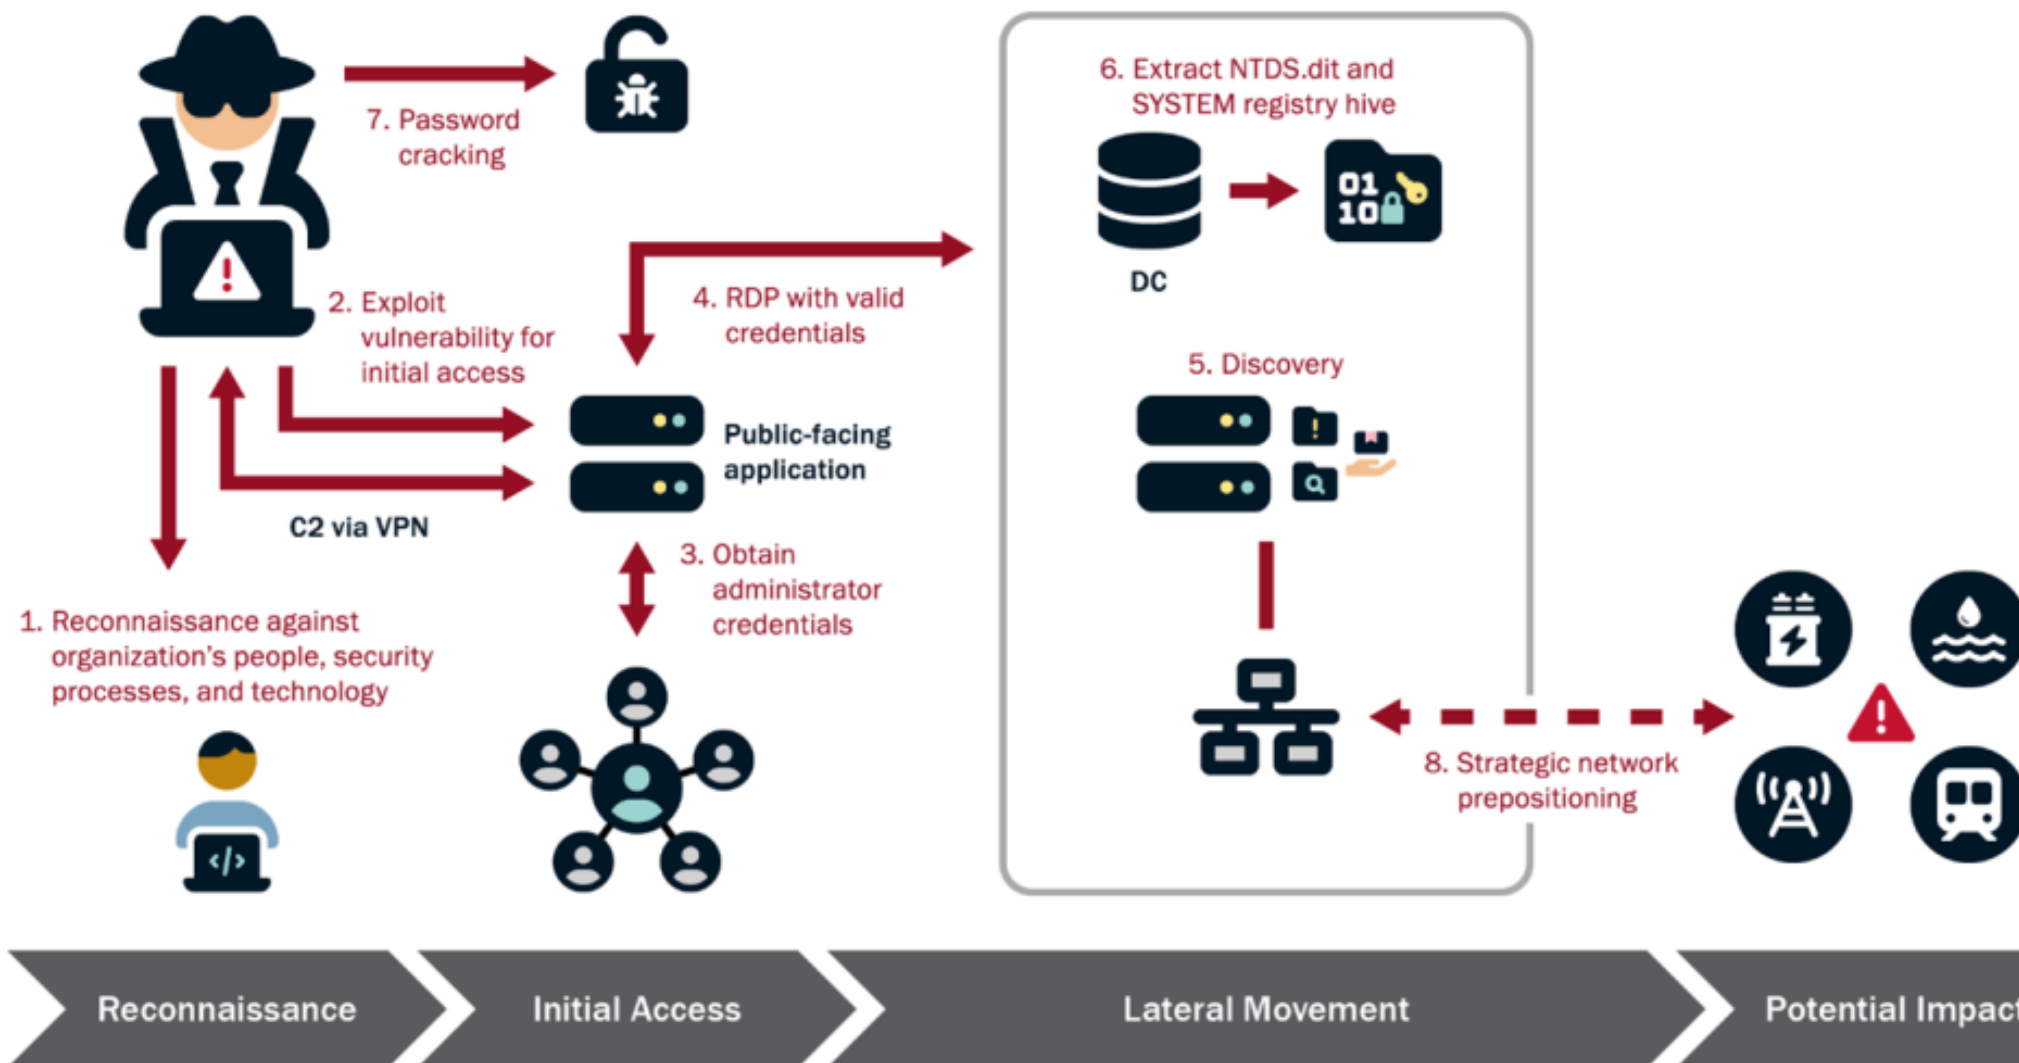 7. Password
cracking
6. Extract NTDS.dit and
SYSTEM registry hive
01
10
DC
2. Exploit
vulnerability for
initial access
4. RDP with valid
credentials
5. Discovery
Public-facing
application
C2 via VPN
3. Obtain
administrator
credentials
1. Reconnaissance against
organization's people, security
processes, and technology
</>
8. Strategic network
prepositioning
Reconnaissance
Initial Access
Lateral Movement
Potential Impact